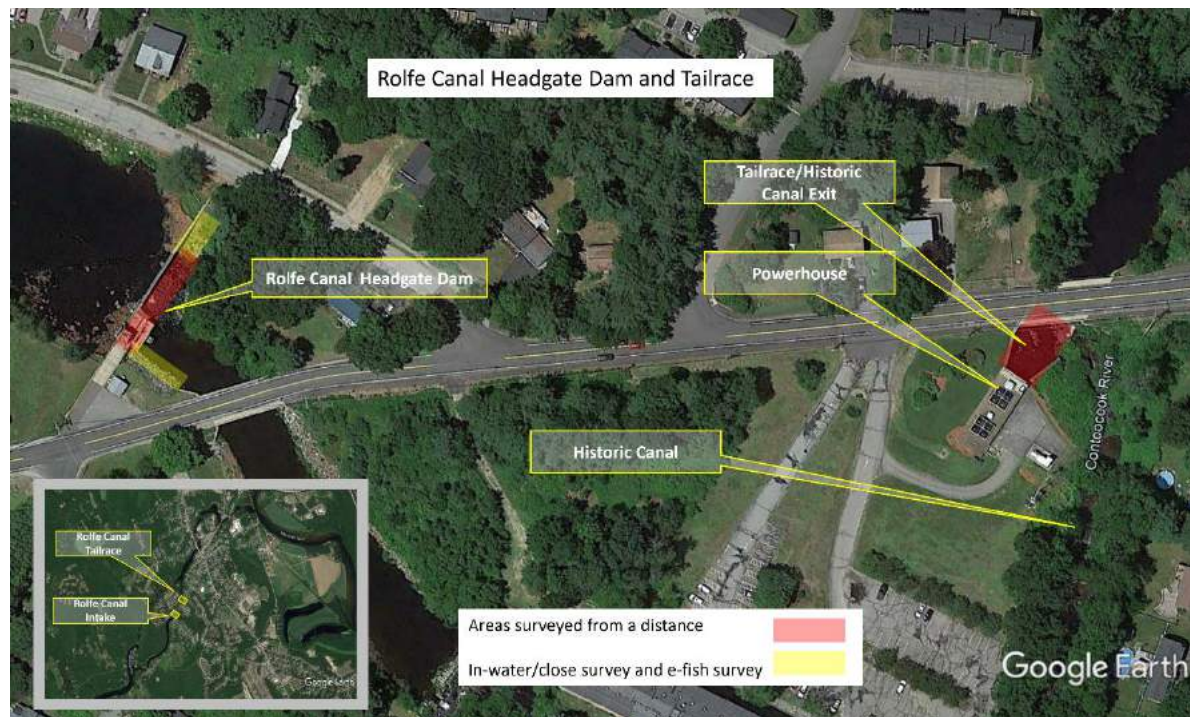 Rolfe Canal Headgate Dam and Tailrace
Tailrace/Historic
Canal Exit
Rolfe Canal Headgate Dam
Powerhouse
Historic Canal
Contoocook River
Rolfe Canal
Tailrace
Rolfe Canal
Intake
Google Earth
Areas surveyed from a distance
In-water/close survey and e-fish survey
Google Earth